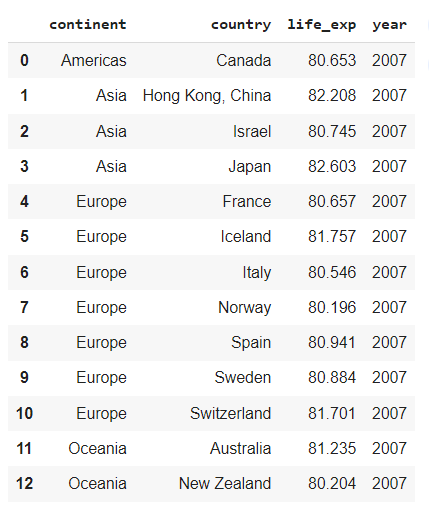 continent country life_exp year
0 Americas Canada 80.653 2007
1 Asia Hong Kong, China 82.208 2007
2 Asia Israel 80.745 2007
3 Asia Japan 82.603 2007
4 Europe France 80.657 2007
5 Europe Iceland 81.757 2007
6 Europe Italy 80.546 2007
7 Europe Norway 80.196 2007
8 Europe Spain 80.941 2007
9 Europe Sweden 80.884 2007
10 Europe Switzerland 81.701 2007
11 Oceania Australia 81.235 2007
12 Oceania New Zealand 80.204 2007